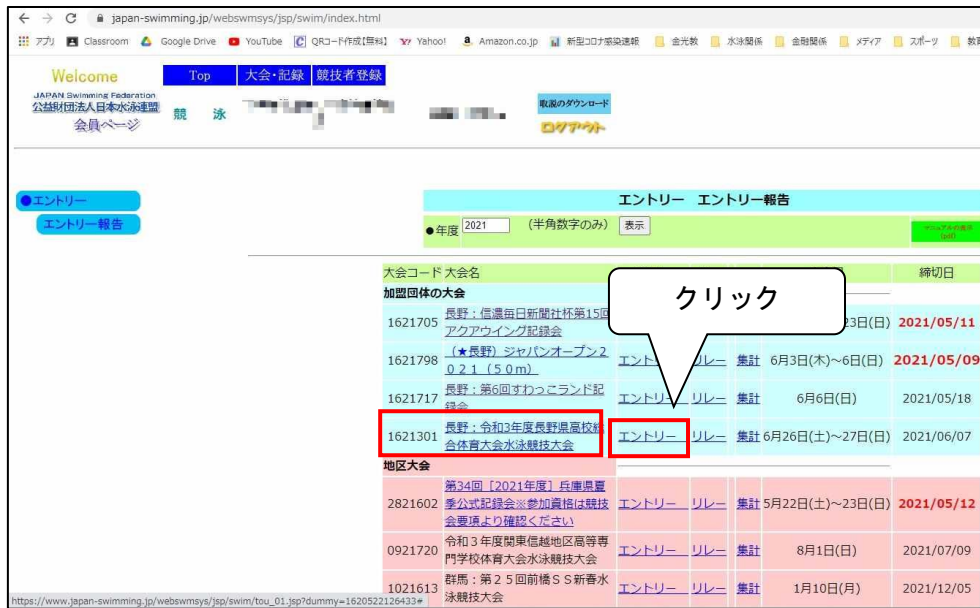 japan-swimming.jp/webswmsys/jsp/swim/index.html
アプリ Classroom Google Drive YouTube QRコード作成【無料】 Yahoo! Amazon.co.jp 新型コロナ感染速報 金光教 水泳関係 金融関係 メディア スポーツ 教育
Welcome Top 大会・記録 競技者登録
JAPAN Swimming Federation
公益財団法人日本水泳連盟
会員ページ
競 泳
取説のダウンロード
ログアウト
●エントリー
エントリー報告
エントリー エントリー報告
●年度 2021 (半角数字のみ) 表示
マニュアルの表示
(pdf)
大会コード 大会名 締切日
加盟団体の大会
クリック
1621705 長野:信濃毎日新聞社杯第15回 23日(日) 2021/05/11
アクアウイング記録会
1621798 (★長野)ジャパンオープン2 エントリー リレー 集計 6月3日(木)~6日(日) 2021/05/09
021(50m)
1621717 長野:第6回すわっこランド記 エントリー リレー 集計 6月6日(日) 2021/05/18
録会
1621301 長野:令和3年度長野県高校総 エントリー リレー 集計 6月26日(土)~27日(日) 2021/06/07
合体育大会水泳競技大会
地区大会
第34回[2021年度]兵庫県夏
2821602 季公式記録会※参加資格は競技 エントリー リレー 集計 5月22日(土)~23日(日) 2021/05/12
会要項より確認ください
0921720 令和3年度関東信越地区高等専 エントリー リレー 集計 8月1日(日) 2021/07/09
門学校体育大会水泳競技大会
1021613 群馬:第25回前橋SS新春水 エントリー リレー 集計 1月10日(月) 2021/12/05
泳競技大会
https://www.japan-swimming.jp/webswmsys/jsp/swim/tou_01.jsp?dummy=1620522126433#